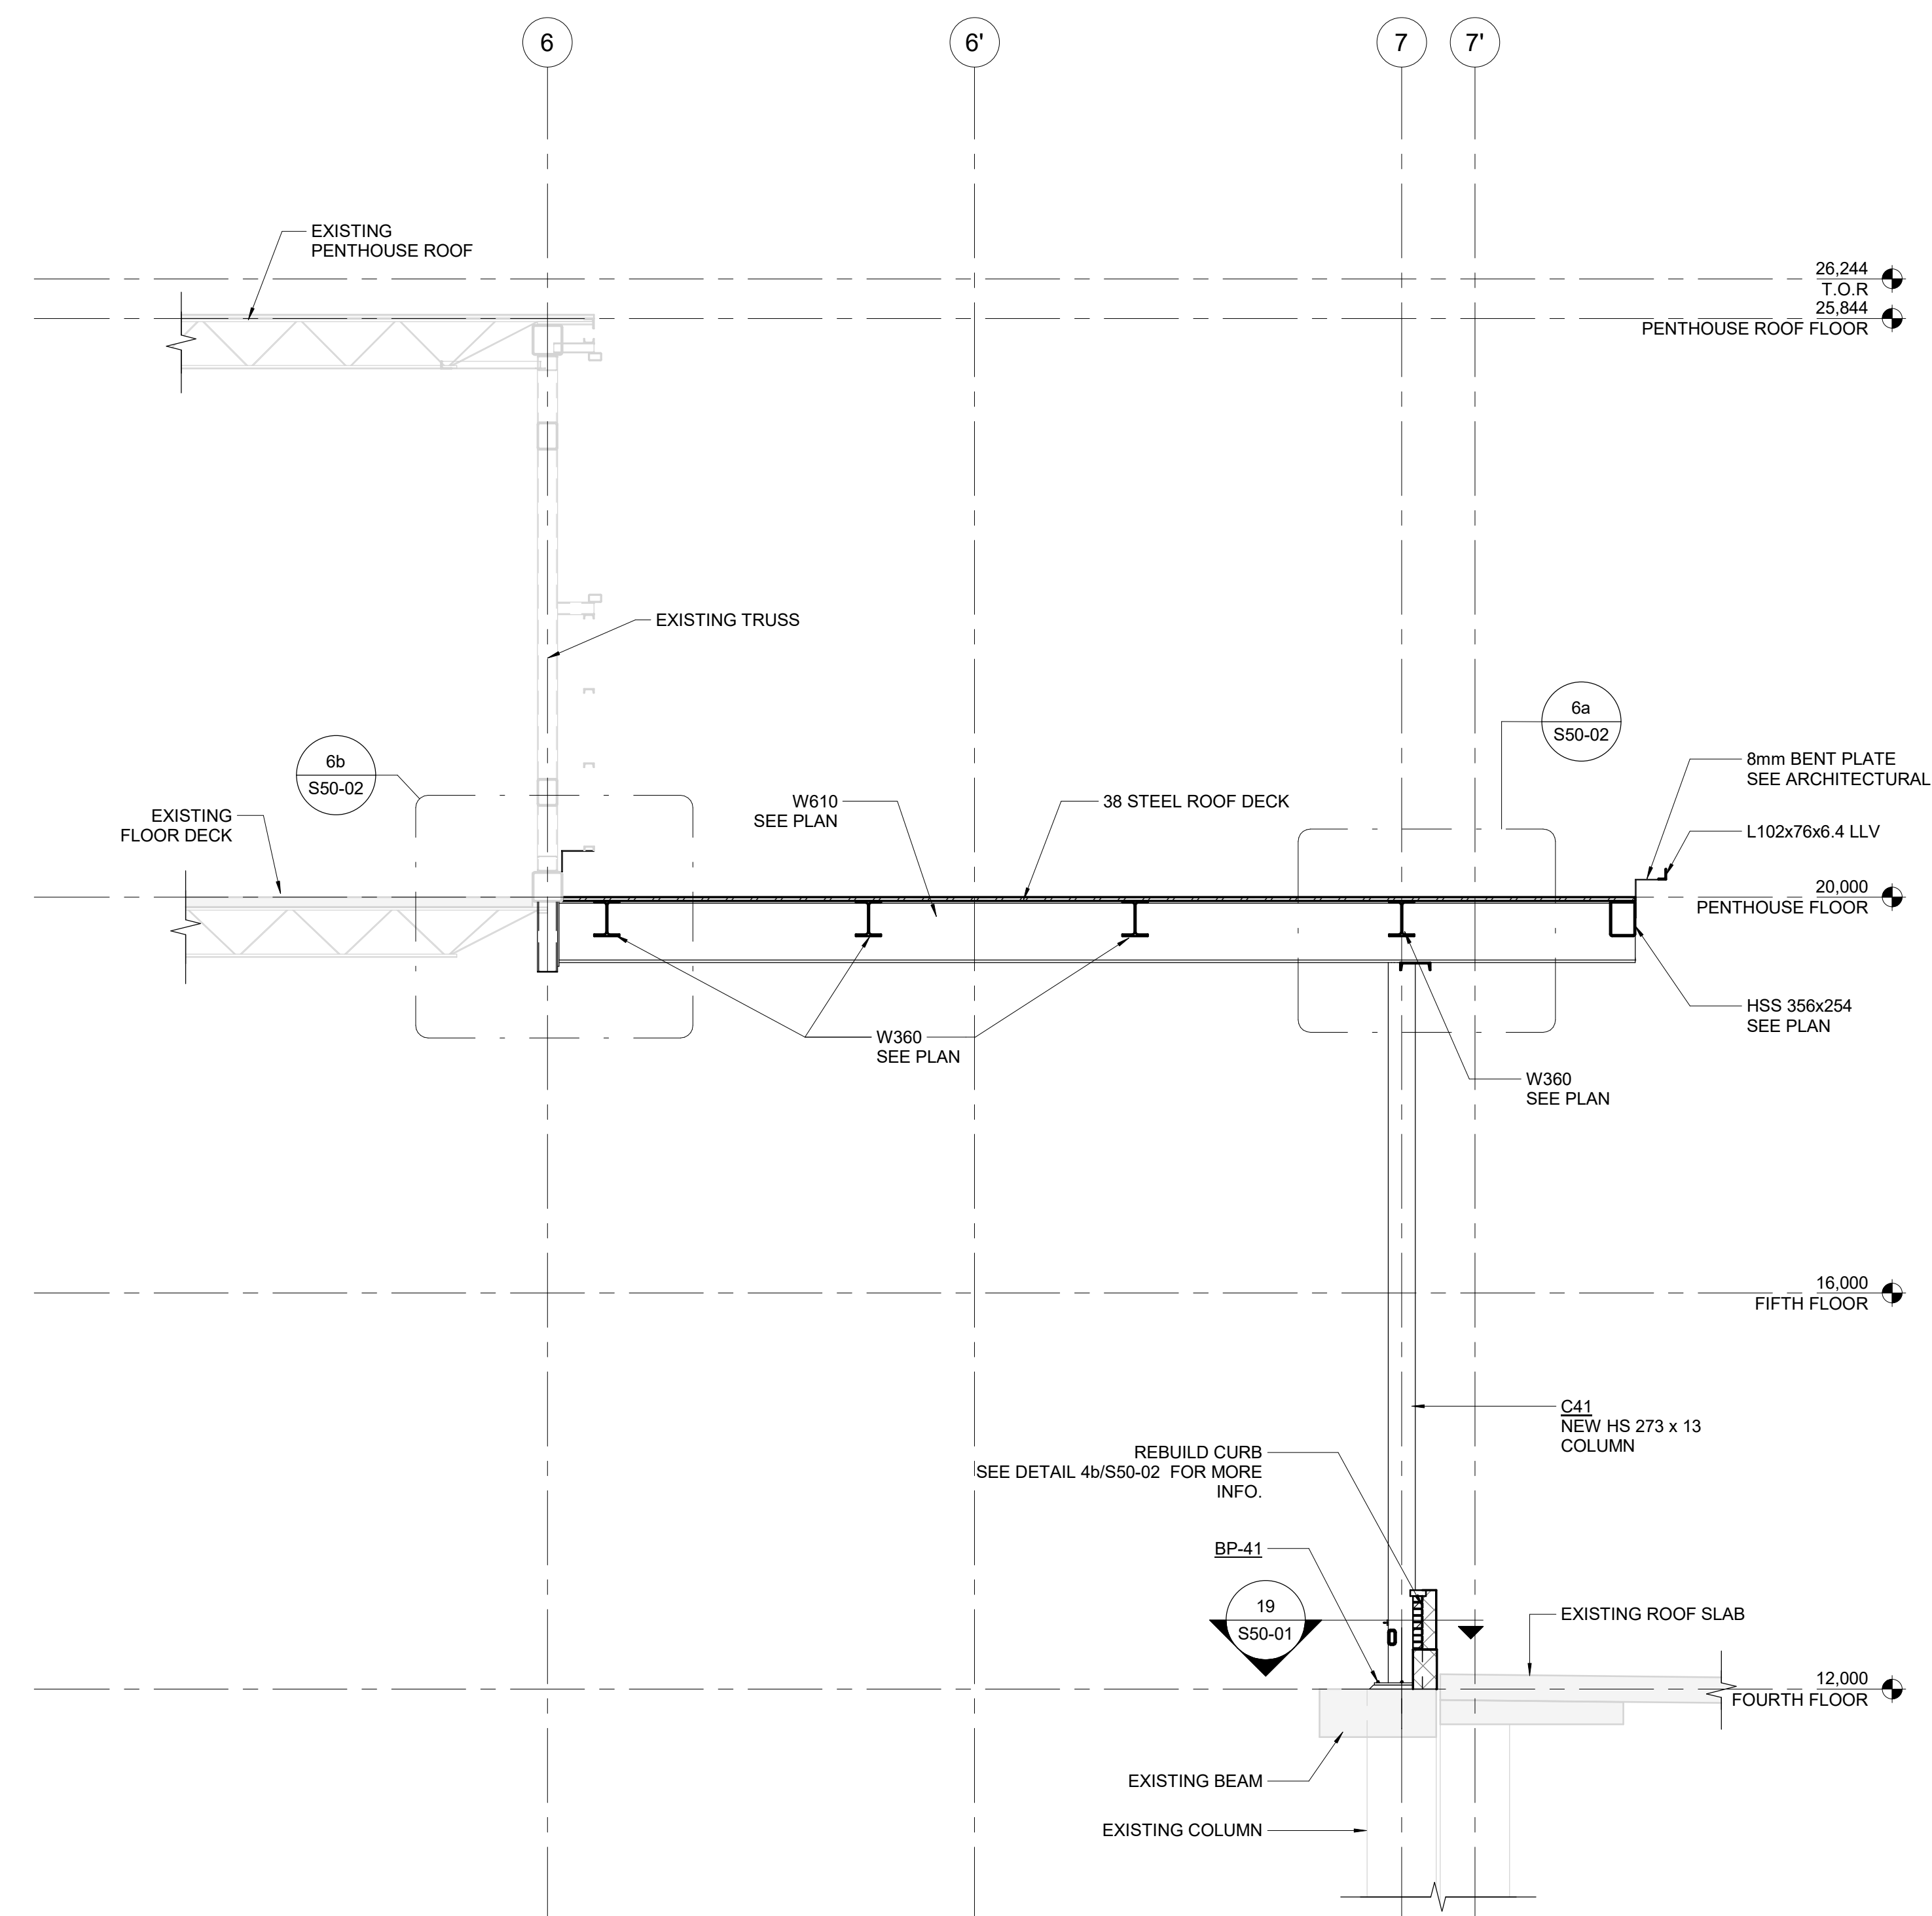 6
6'
7
7'
EXISTING
PENTHOUSE ROOF
26,244
T.O.R
25,844
PENTHOUSE ROOF FLOOR
EXISTING TRUSS
6a
S50-02
6b
S50-02
8mm BENT PLATE
SEE ARCHITECTURAL
W610
SEE PLAN
38 STEEL ROOF DECK
EXISTING
FLOOR DECK
L102x76x6.4 LLV
20,000
PENTHOUSE FLOOR
HSS 356x254
SEE PLAN
W360
SEE PLAN
W360
SEE PLAN
16,000
FIFTH FLOOR
C41
NEW HS 273 x 13
COLUMN
REBUILD CURB
SEE DETAIL 4b/S50-02 FOR MORE
INFO.
BP-41
19
S50-01
EXISTING ROOF SLAB
12,000
FOURTH FLOOR
EXISTING BEAM
EXISTING COLUMN